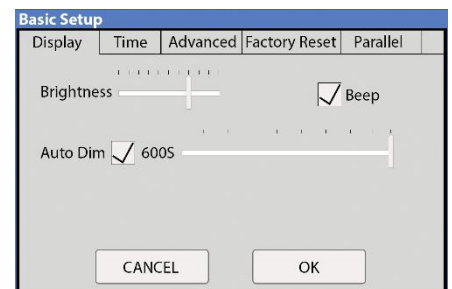 Basic Setup
Display Time Advanced Factory Reset Parallel
Brightness Beep
Auto Dim 600S
CANCEL OK